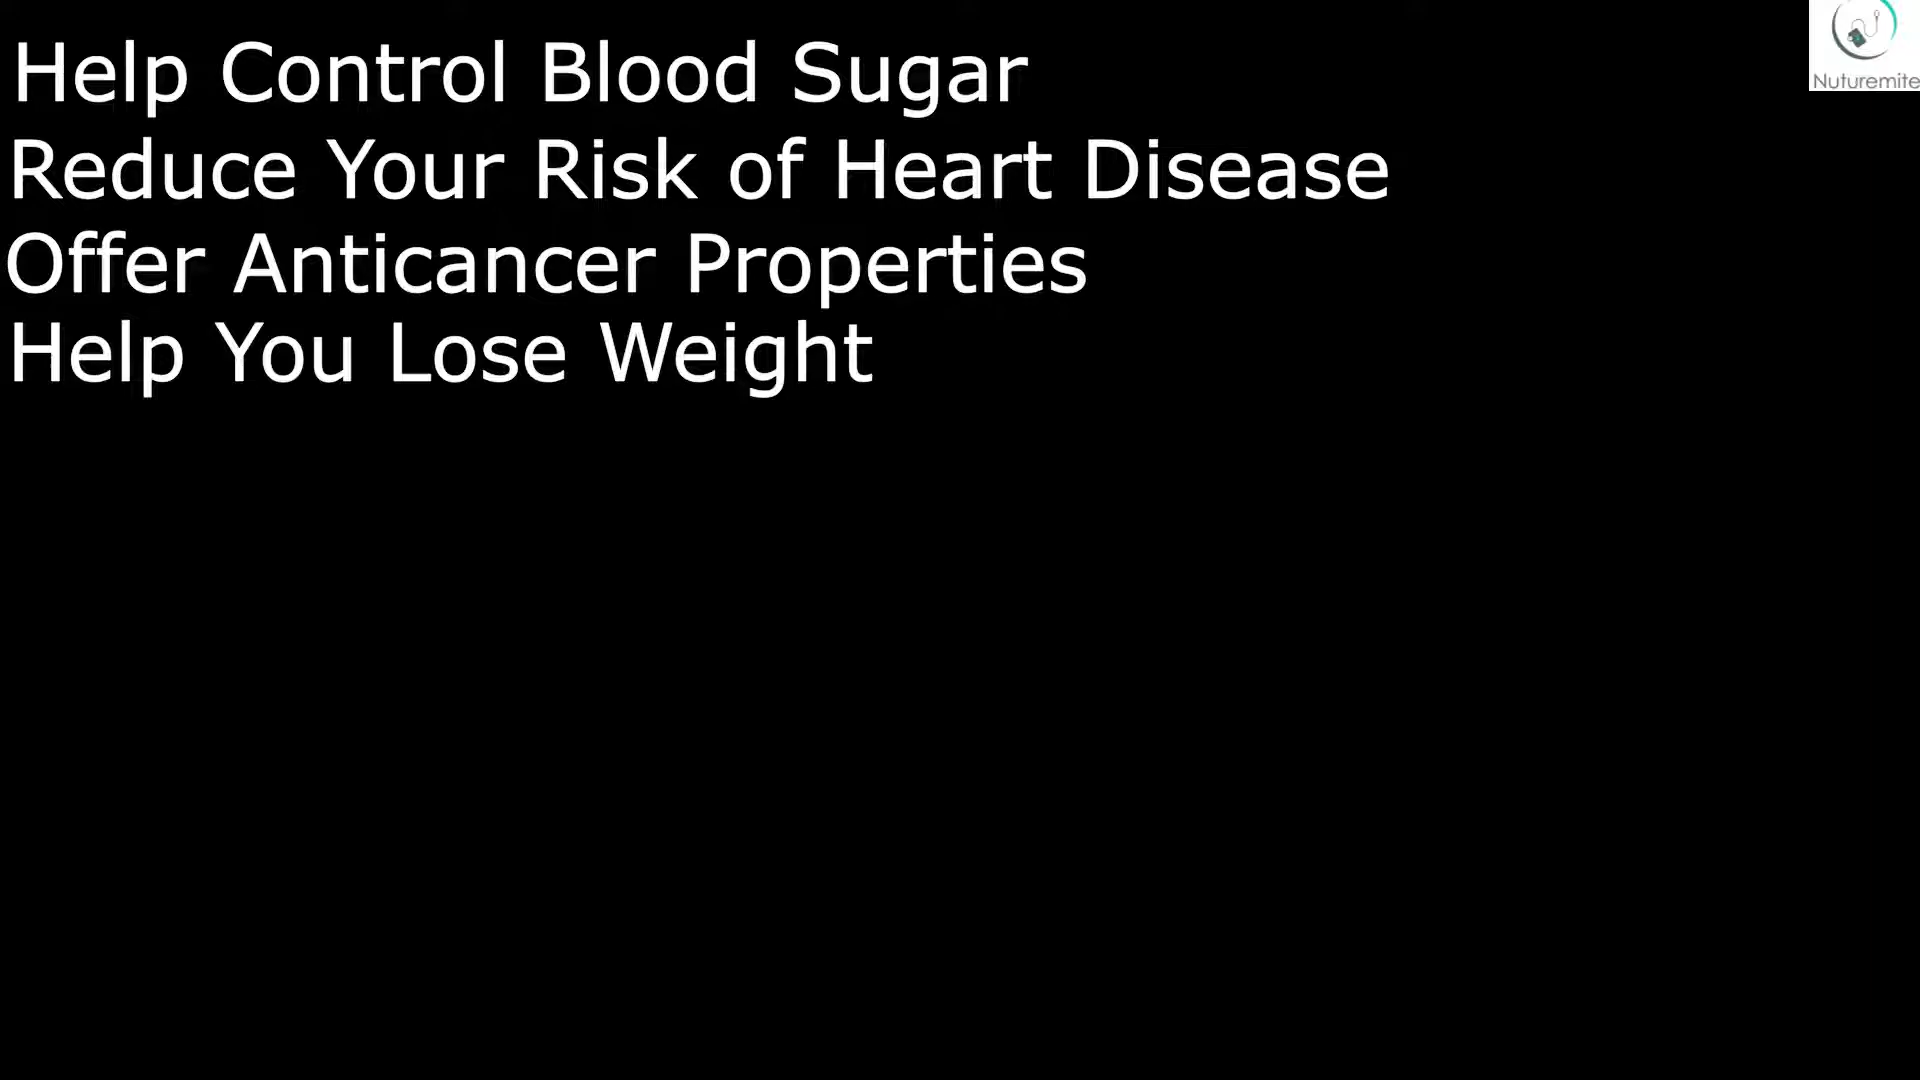 Help Control Blood Sugar
Reduce Your Risk of Heart Disease
Offer Anticancer Properties
Help You Lose Weight
Nuturemite